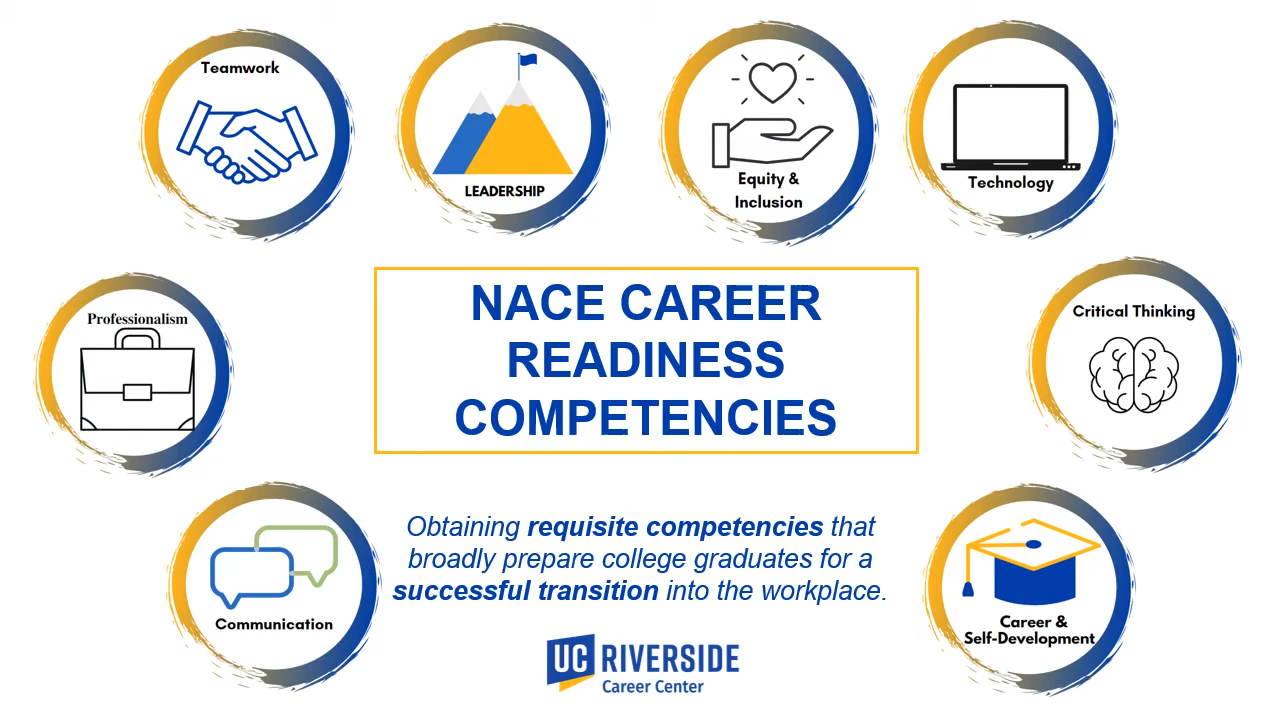 Teamwork
LEADERSHIP
Equity &
Inclusion
Technology
Professionalism
NACE CAREER
READINESS
COMPETENCIES
Critical Thinking
Communication
Obtaining requisite competencies that
broadly prepare college graduates for a
successful transition into the workplace.
Career &
Self-Development
UC RIVERSIDE
Career Center